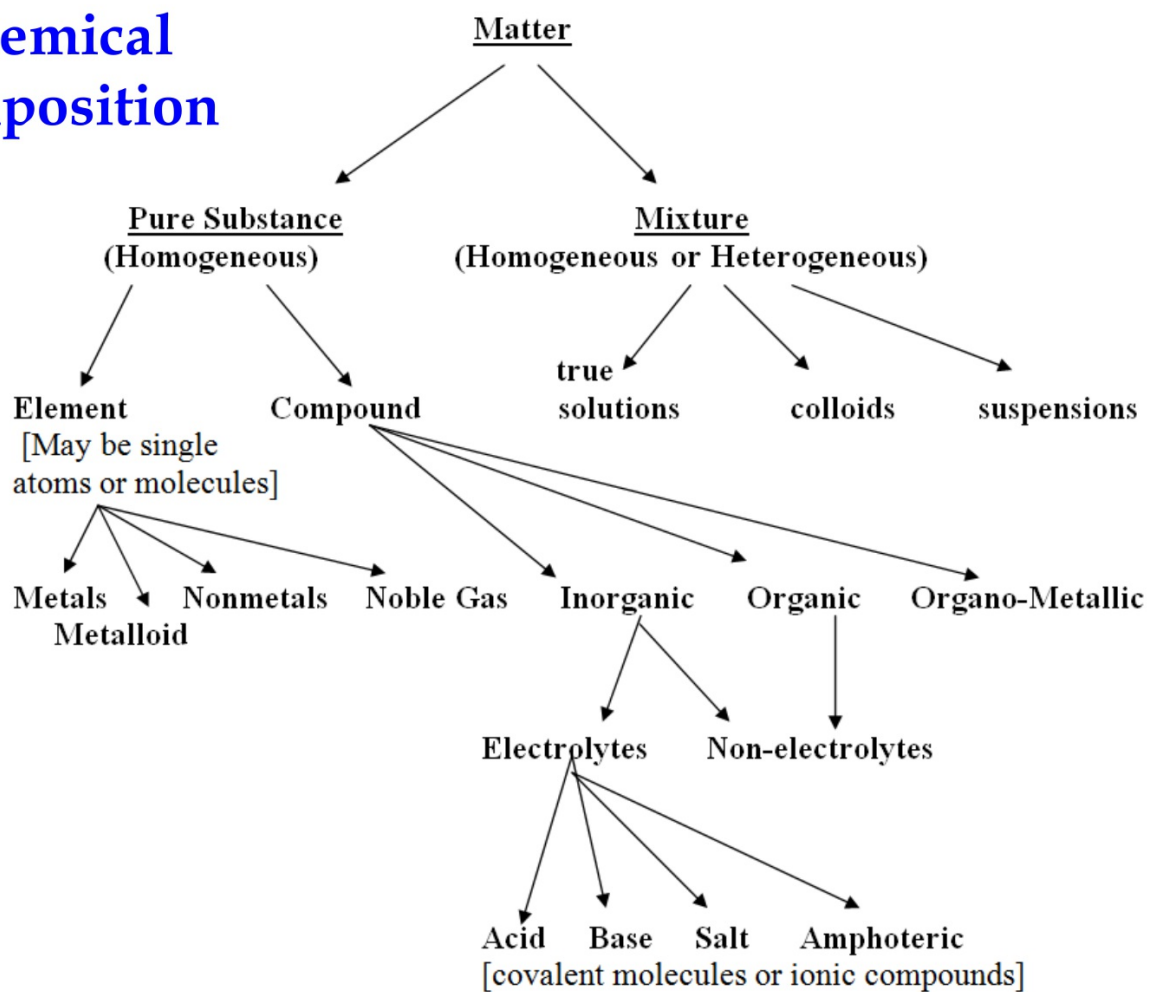 emical
position
Matter
Pure Substance
(Homogeneous)
Mixture
(Homogeneous or Heterogeneous)
Element
[May be single
atoms or molecules]
Compound
true
solutions
colloids
suspensions
Metals
Metalloid
Nonmetals
Noble Gas
Inorganic
Organic
Organo-Metallic
Electrolytes
Non-electrolytes
Acid Base Salt Amphoteric
[covalent molecules or ionic compounds]